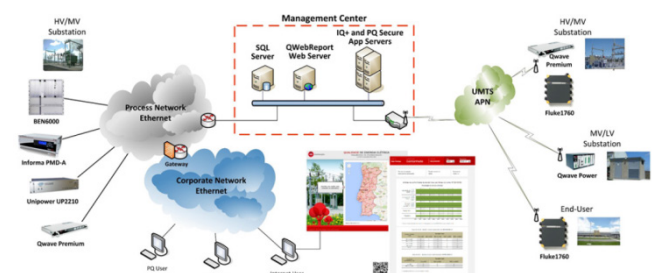 Management Center
HV/MV
Substation
BEN6000
Informa PMD-A
Unipower UP2210
Qwave Premium
Process Network
Ethernet
Gateway
Corporate Network
Ethernet
PQ User
SQL
Server
QWebReport
Web Server
IQ+ and PQ Secure
App Servers
UMTS
APN
HV/MV
Substation
Qwave
Premium
Fluke1760
MV/LV
Substation
Qwave Power
End-User
Fluke1760